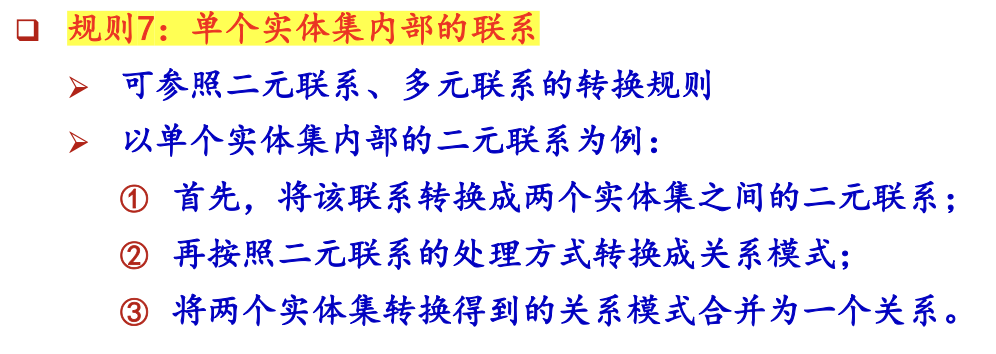 规则7：单个实体集内部的联系
可参照二元联系、多元联系的转换规则
以单个实体集内部的二元联系为例：
① 首先，将该联系转换成两个实体集之间的二元联系；
② 再按照二元联系的处理方式转换成关系模式；
③ 将两个实体集转换得到的关系模式合并为一个关系。